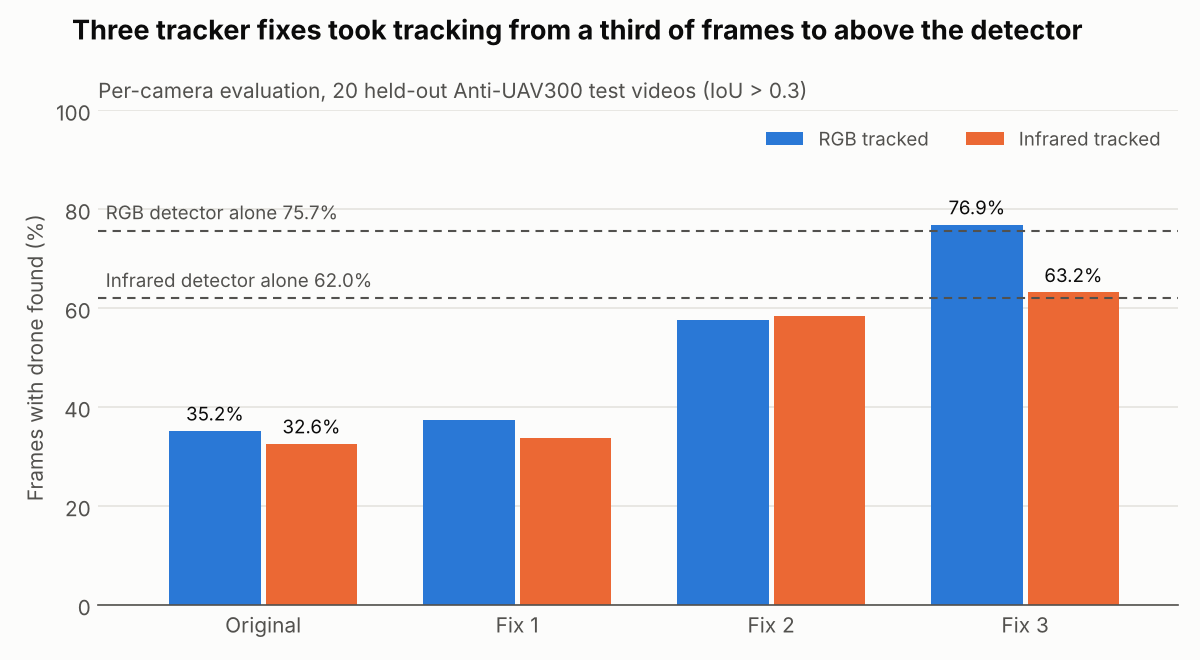 Three tracker fixes took tracking from a third of frames to above the detector
Per-camera evaluation, 20 held-out Anti-UAV300 test videos (IoU > 0.3)
RGB tracked
Infrared tracked
Frames with drone found (%)
100
80
60
40
20
0
RGB detector alone 75.7%
Infrared detector alone 62.0%
35.2%
32.6%
76.9%
63.2%
Original
Fix 1
Fix 2
Fix 3